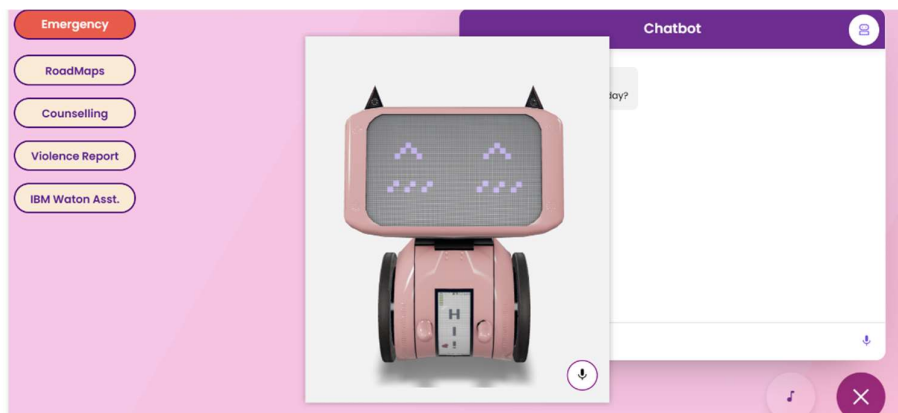 Emergency
RoadMaps
Counselling
Violence Report
IBM Waton Asst.
Chatbot
day?
H
I
!